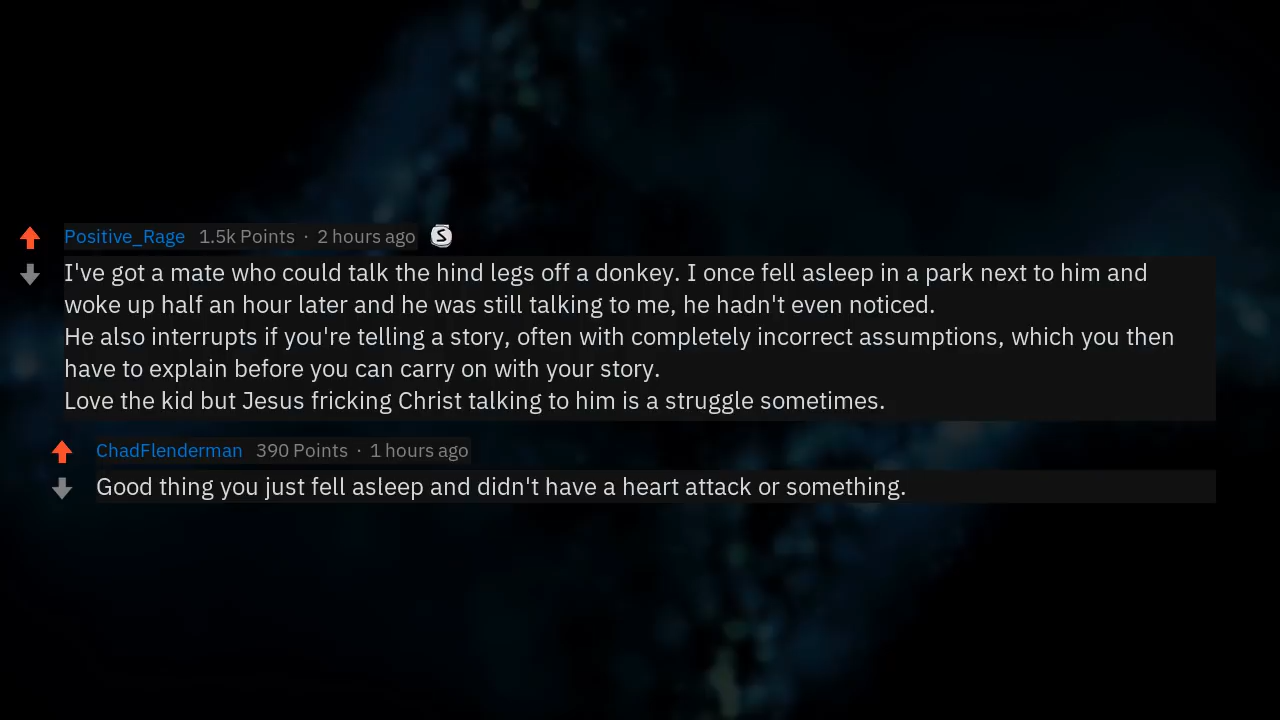 Positive_Rage 1.5k Points · 2 hours ago S
I've got a mate who could talk the hind legs off a donkey. I once fell asleep in a park next to him and
woke up half an hour later and he was still talking to me, he hadn't even noticed.
He also interrupts if you're telling a story, often with completely incorrect assumptions, which you then
have to explain before you can carry on with your story.
Love the kid but Jesus fricking Christ talking to him is a struggle sometimes.
ChadFlenderman 390 Points · 1 hours ago
Good thing you just fell asleep and didn't have a heart attack or something.